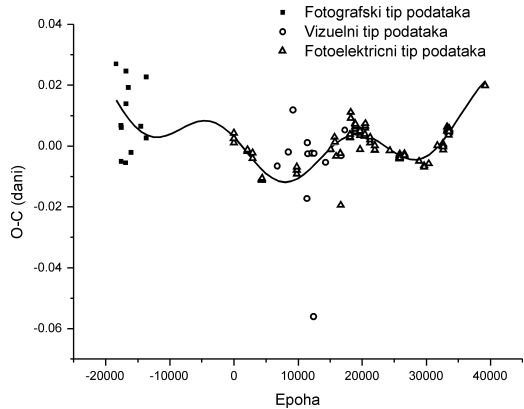 Fotografski tip podataka
Vizuelni tip podataka
Fotoelektricni tip podataka
0.04
0.02
0.00
-0.02
-0.04
-0.06
O-C (dani)
-20000 -10000 0 10000 20000 30000 40000
Epoha